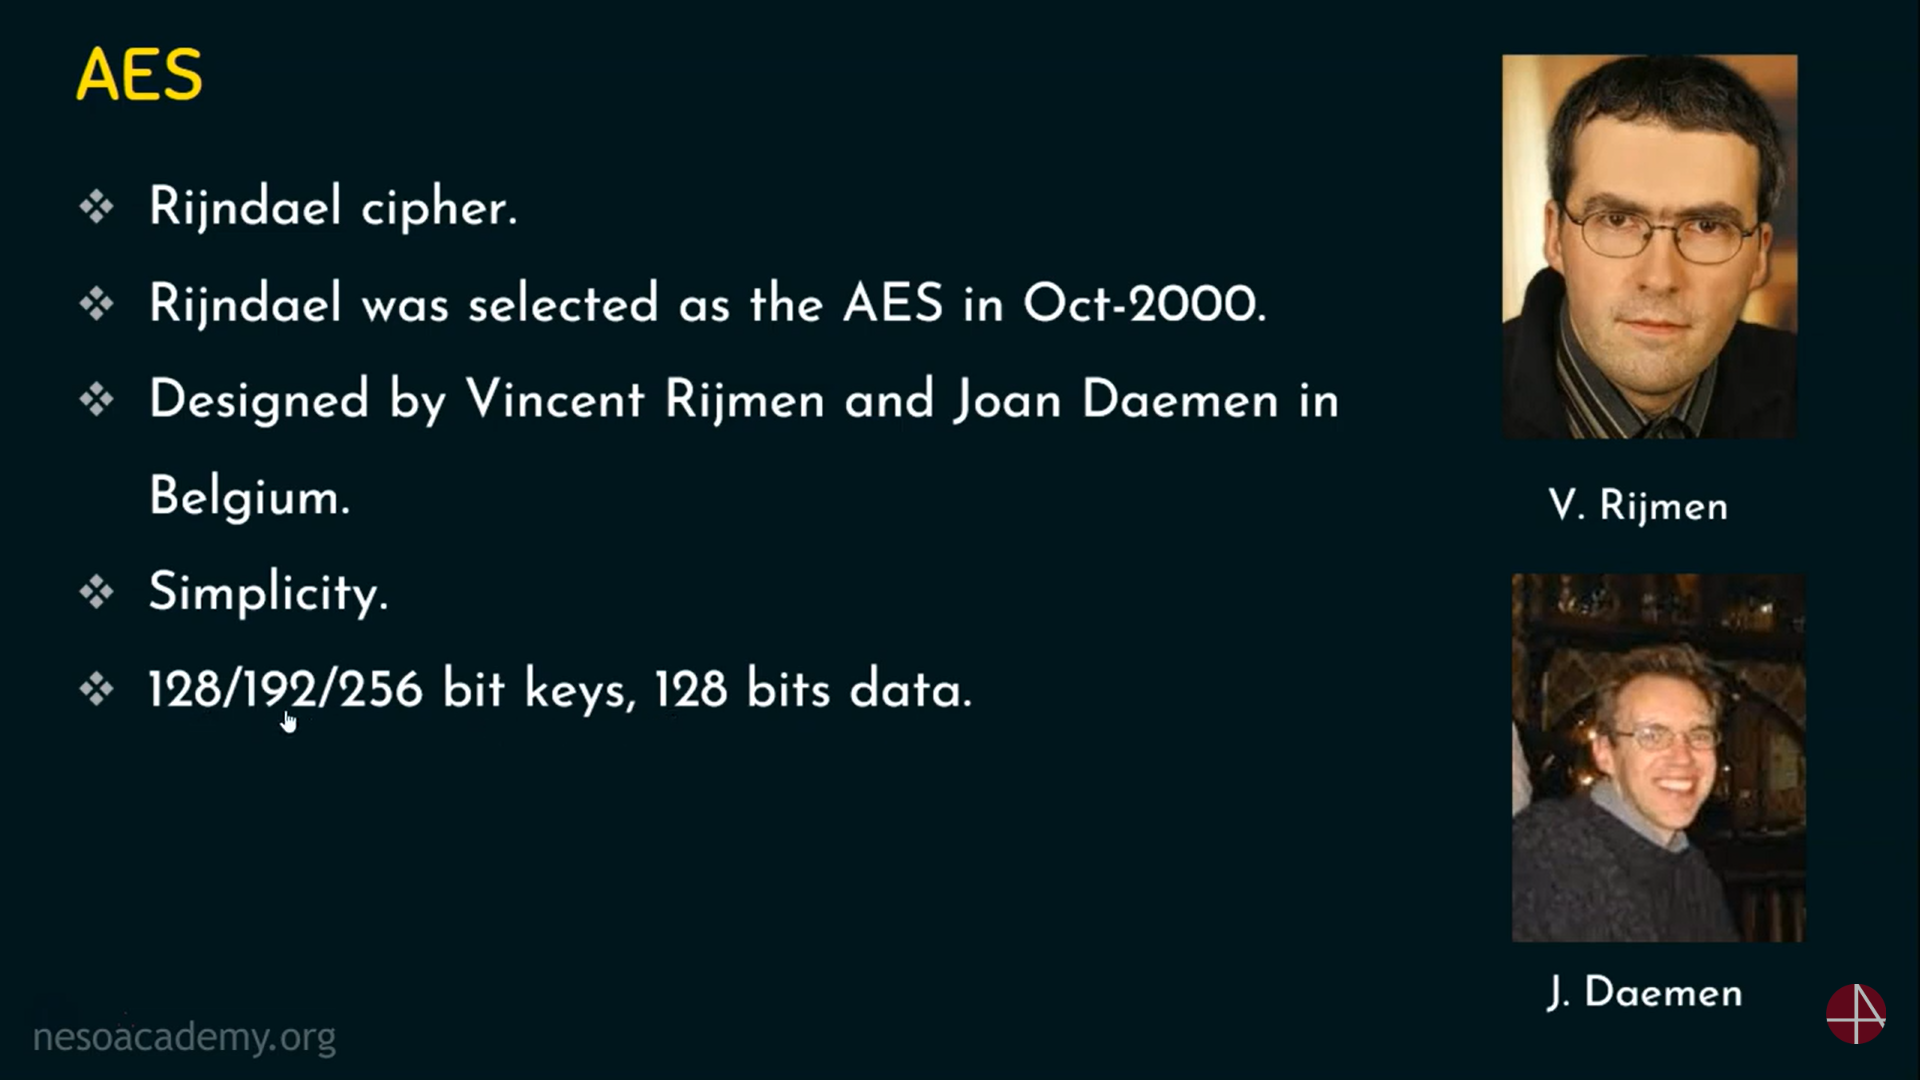 AES
Rijndael cipher.
Rijndael was selected as the AES in Oct-2000.
Designed by Vincent Rijmen and Joan Daemen in
Belgium.
Simplicity.
128/192/256 bit keys, 128 bits data.
V. Rijmen
J. Daemen
nesoacademy.org